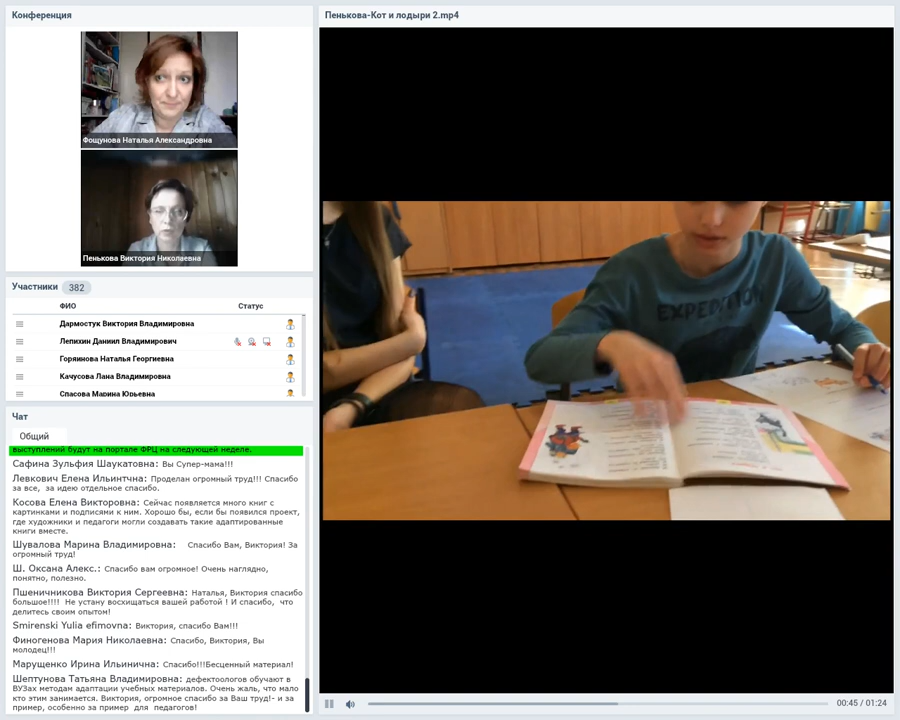 Конференция
Фощунова Наталья Александровна
Пенькова Виктория Николаевна
Участники 382
ФИО Статус
Дармостук Виктория Владимировна
Лепихин Даниил Владимирович
Горяинова Наталья Георгиевна
Качусова Лана Владимировна
Спасова Марина Юрьевна
Чат
Общий
выступлений будут на портале ФРЦ на следующей неделе.
Сафина Зульфия Шаукатовна: Вы Супер-мама!!!
Левкович Елена Ильинтчна: Проделан огромный труд!!! Спасибо
за все, за идею отдельное спасибо.
Косова Елена Викторовна: Сейчас появляется много книг с
картинками и подписями к ним. Хорошо бы, если бы появился проект,
где художники и педагоги могли создавать такие адаптированные
книги вместе.
Шувалова Марина Владимировна: Спасибо Вам, Виктория! За
огромный труд!
Ш. Оксана Алекс.: Спасибо вам огромное! Очень наглядно,
понятно, полезно.
Пшеничникова Виктория Сергеевна: Наталья, Виктория спасибо
большое!!!! Не устану восхищаться вашей работой ! И спасибо, что
делитесь своим опытом!
Smirenski Yulia efimovna: Виктория, спасибо Вам!!!
Финогенова Мария Николаевна: Спасибо, Виктория, Вы
молодец!!!
Марущенко Ирина Ильинична: Спасибо!!!Бесценный материал!
Шептунова Татьяна Владимировна: дефектоологов обучают в
ВУЗах методам адаптации учебных материалов. Очень жаль, что мало
кто этим занимается. Виктория, огромное спасибо за Ваш труд!- и за
пример, особенно за пример для педагогов!
Пенькова-Кот и лодыри 2.mp4
EXPEDITION
00:45 / 01:24